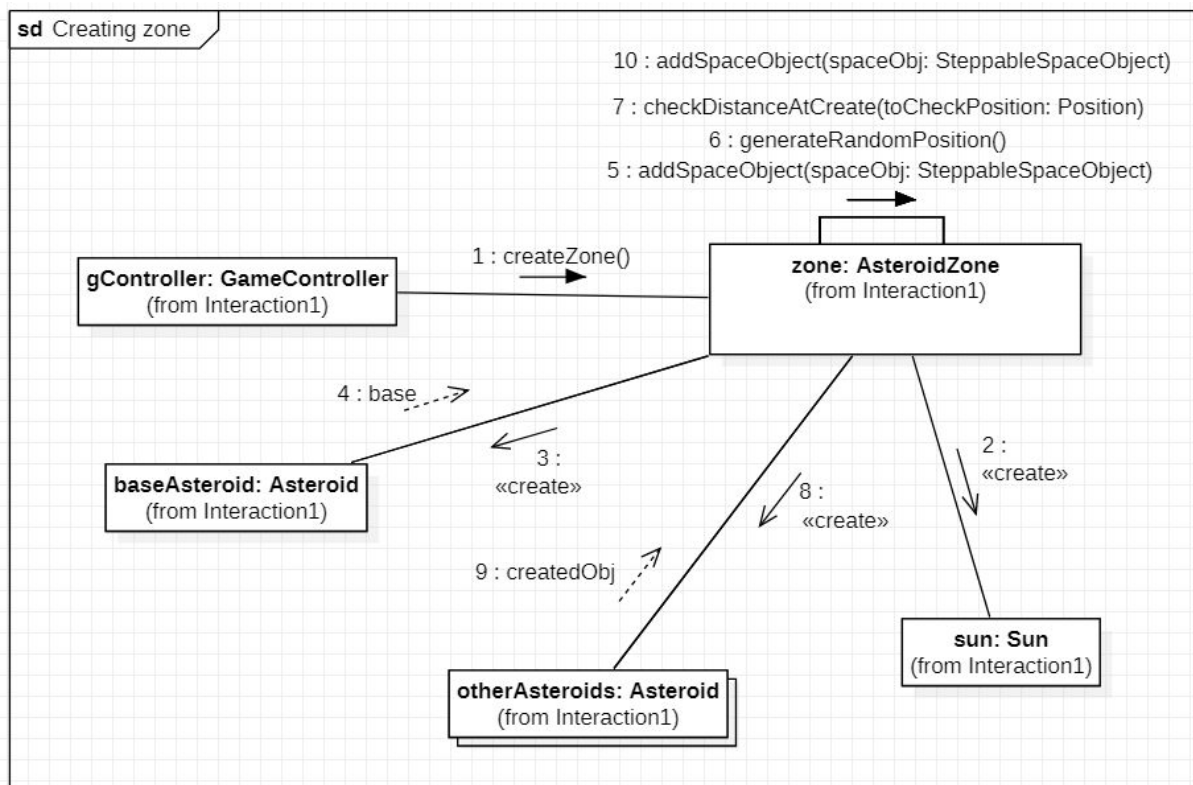 sd Creating zone
10 : addSpaceObject(spaceObj: SteppableSpaceObject)
7 : checkDistanceAtCreate(toCheckPosition: Position)
6 : generateRandomPosition()
5 : addSpaceObject(spaceObj: SteppableSpaceObject)
1 : createZone()
gController: GameController
(from Interaction1)
zone: AsteroidZone
(from Interaction1)
4 : base
3 :
«create»
2 :
«create»
baseAsteroid: Asteroid
(from Interaction1)
8 :
«create»
9 : createdObj
sun: Sun
(from Interaction1)
otherAsteroids: Asteroid
(from Interaction1)